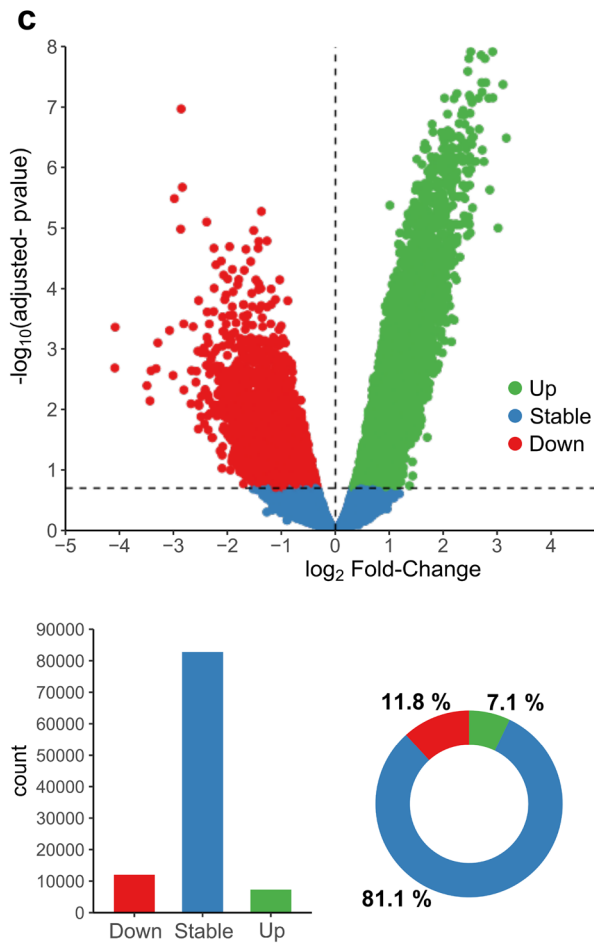 c
8
7
6
5
4
3
2
1
0
-log10(adjusted- pvalue)
Up
Stable
Down
−5 −4 −3 −2 −1 0 1 2 3 4
log2 Fold-Change
90000
80000
70000
60000
50000
40000
30000
20000
10000
0
count
Down Stable Up
11.8 % 7.1 %
81.1 %